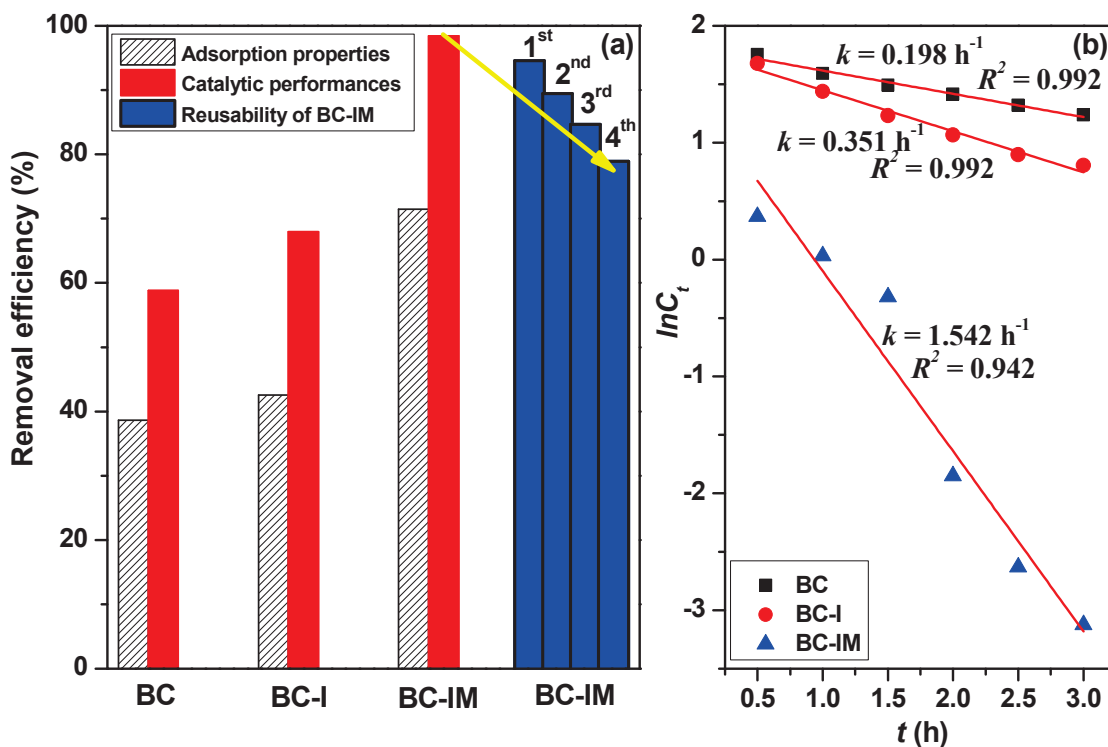 (a)
Adsorption properties
Catalytic performances
Reusability of BC-IM
1st
2nd
3rd
4th
Removal efficiency (%)
100
80
60
40
20
0
BC
BC-I
BC-IM
BC-IM
(b)
k = 0.198 h-1
R2 = 0.992
k = 0.351 h-1
R2 = 0.992
k = 1.542 h-1
R2 = 0.942
lnCt
2
1
0
-1
-2
-3
BC
BC-I
BC-IM
0.5 1.0 1.5 2.0 2.5 3.0
t (h)